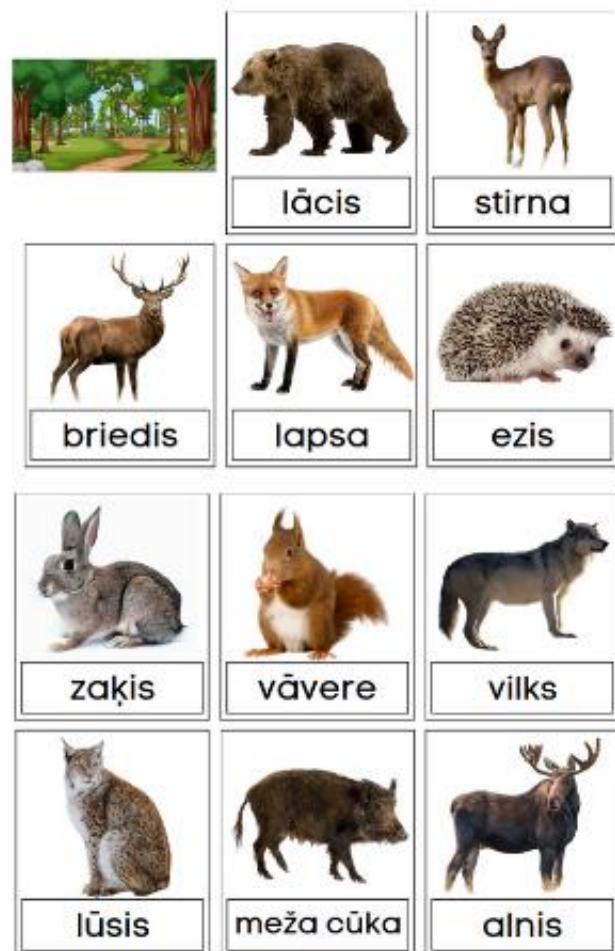 lācis
stirna
briedis
lapsa
ezis
zaķis
vāvere
vilks
lūsis
meža cūka
alnis